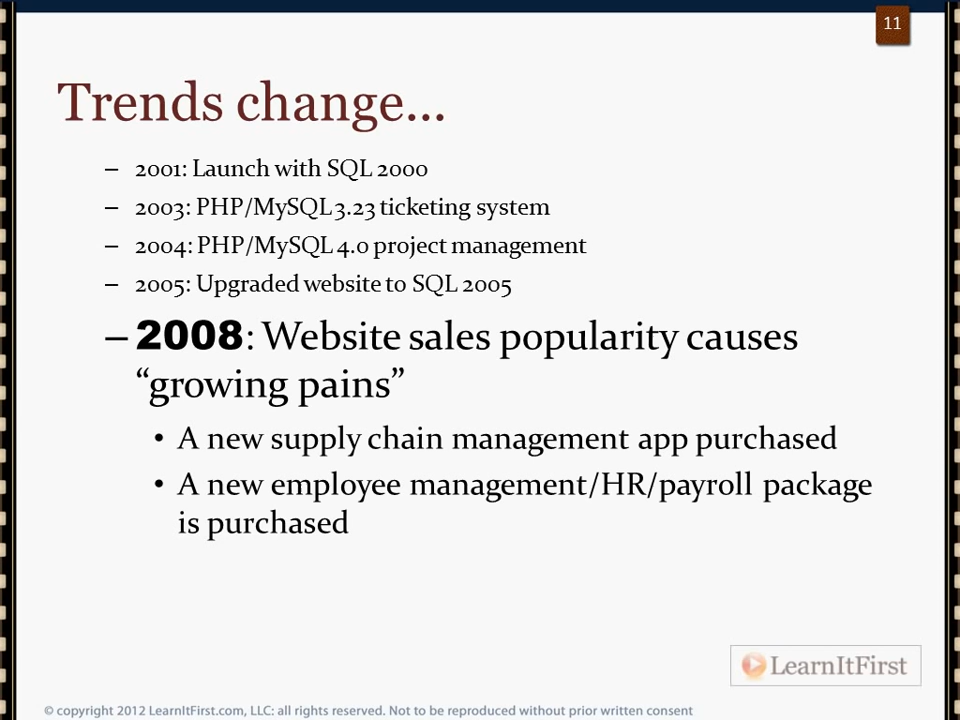 11
Trends change…
– 2001: Launch with SQL 2000
– 2003: PHP/MySQL 3.23 ticketing system
– 2004: PHP/MySQL 4.0 project management
– 2005: Upgraded website to SQL 2005
– 2008: Website sales popularity causes
“growing pains”
• A new supply chain management app purchased
• A new employee management/HR/payroll package
is purchased
LearnItFirst
© copyright 2012 LearnItFirst.com, LLC: all rights reserved. Not to be reproduced without prior written consent